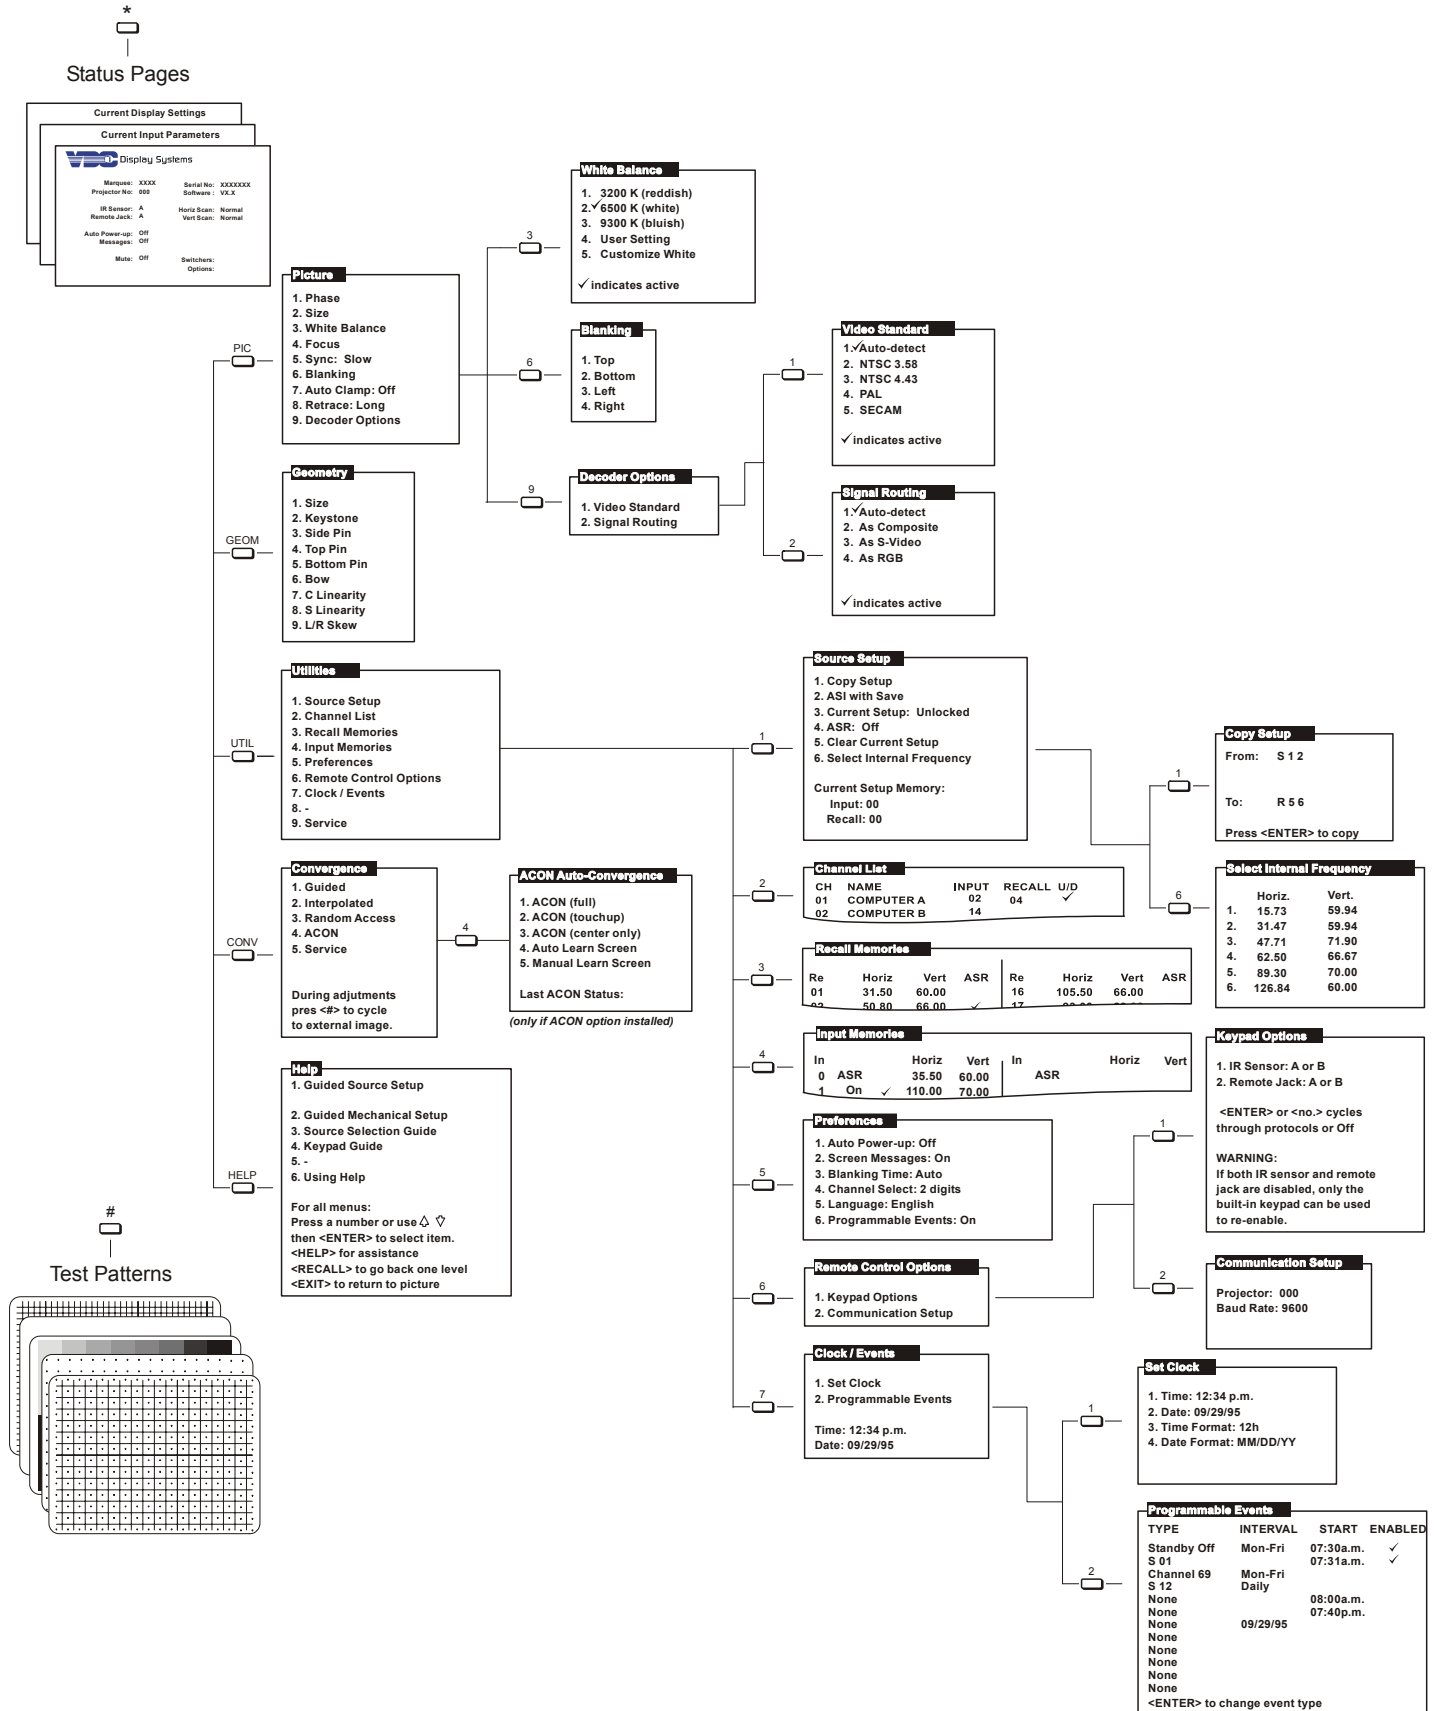 *
Status Pages
Current Display Settings
Current Input Parameters
VDC Display Systems
Marquee: XXXX Serial No: XXXXXXX
Projector No: 000 Software : VX.X
IR Sensor: A Horiz Scan: Normal
Remote Jack: A Vert Scan: Normal
Auto Power-up: Off
Messages: Off
Mute: Off Switchers:
Options:
PIC
Picture
1. Phase
2. Size
3. White Balance
4. Focus
5. Sync: Slow
6. Blanking
7. Auto Clamp: Off
8. Retrace: Long
9. Decoder Options
3
White Balance
1. 3200 K (reddish)
2.✓6500 K (white)
3. 9300 K (bluish)
4. User Setting
5. Customize White
✓ indicates active
6
Blanking
1. Top
2. Bottom
3. Left
4. Right
9
Decoder Options
1. Video Standard
2. Signal Routing
1
Video Standard
1.✓Auto-detect
2. NTSC 3.58
3. NTSC 4.43
4. PAL
5. SECAM
✓ indicates active
2
Signal Routing
1.✓Auto-detect
2. As Composite
3. As S-Video
4. As RGB
✓ indicates active
GEOM
Geometry
1. Size
2. Keystone
3. Side Pin
4. Top Pin
5. Bottom Pin
6. Bow
7. C Linearity
8. S Linearity
9. L/R Skew
UTIL
Utilities
1. Source Setup
2. Channel List
3. Recall Memories
4. Input Memories
5. Preferences
6. Remote Control Options
7. Clock / Events
8. -
9. Service
1
Source Setup
1. Copy Setup
2. ASI with Save
3. Current Setup: Unlocked
4. ASR: Off
5. Clear Current Setup
6. Select Internal Frequency
Current Setup Memory:
Input: 00
Recall: 00
1
Copy Setup
From: S 1 2
To: R 5 6
Press <ENTER> to copy
6
Select Internal Frequency
Horiz. Vert.
1. 15.73 59.94
2. 31.47 59.94
3. 47.71 71.90
4. 62.50 66.67
5. 89.30 70.00
6. 126.84 60.00
2
Channel List
CH NAME INPUT RECALL U/D
01 COMPUTER A 02 04 ✓
02 COMPUTER B 14
3
Recall Memories
Re Horiz Vert ASR Re Horiz Vert ASR
01 31.50 60.00 16 105.50 66.00
02 50.80 66.00 ✓ 17
4
Input Memories
In Horiz Vert In Horiz Vert
0 ASR 35.50 60.00 ASR
1 On ✓ 110.00 70.00
5
Preferences
1. Auto Power-up: Off
2. Screen Messages: On
3. Blanking Time: Auto
4. Channel Select: 2 digits
5. Language: English
6. Programmable Events: On
6
Remote Control Options
1. Keypad Options
2. Communication Setup
1
Keypad Options
1. IR Sensor: A or B
2. Remote Jack: A or B
<ENTER> or <no.> cycles
through protocols or Off
WARNING:
If both IR sensor and remote
jack are disabled, only the
built-in keypad can be used
to re-enable.
2
Communication Setup
Projector: 000
Baud Rate: 9600
7
Clock / Events
1. Set Clock
2. Programmable Events
Time: 12:34 p.m.
Date: 09/29/95
1
Set Clock
1. Time: 12:34 p.m.
2. Date: 09/29/95
3. Time Format: 12h
4. Date Format: MM/DD/YY
2
Programmable Events
TYPE INTERVAL START ENABLED
Standby Off Mon-Fri 07:30a.m. ✓
S 01 07:31a.m. ✓
Channel 69 Mon-Fri
S 12 Daily
None 08:00a.m.
None 07:40p.m.
None 09/29/95
None
None
None
None
None
<ENTER> to change event type
CONV
Convergence
1. Guided
2. Interpolated
3. Random Access
4. ACON
5. Service
During adjutments
pres <#> to cycle
to external image.
4
ACON Auto-Convergence
1. ACON (full)
2. ACON (touchup)
3. ACON (center only)
4. Auto Learn Screen
5. Manual Learn Screen
Last ACON Status:
(only if ACON option installed)
HELP
Help
1. Guided Source Setup
2. Guided Mechanical Setup
3. Source Selection Guide
4. Keypad Guide
5. -
6. Using Help
For all menus:
Press a number or use
then <ENTER> to select item.
<HELP> for assistance
<RECALL> to go back one level
<EXIT> to return to picture
#
Test Patterns